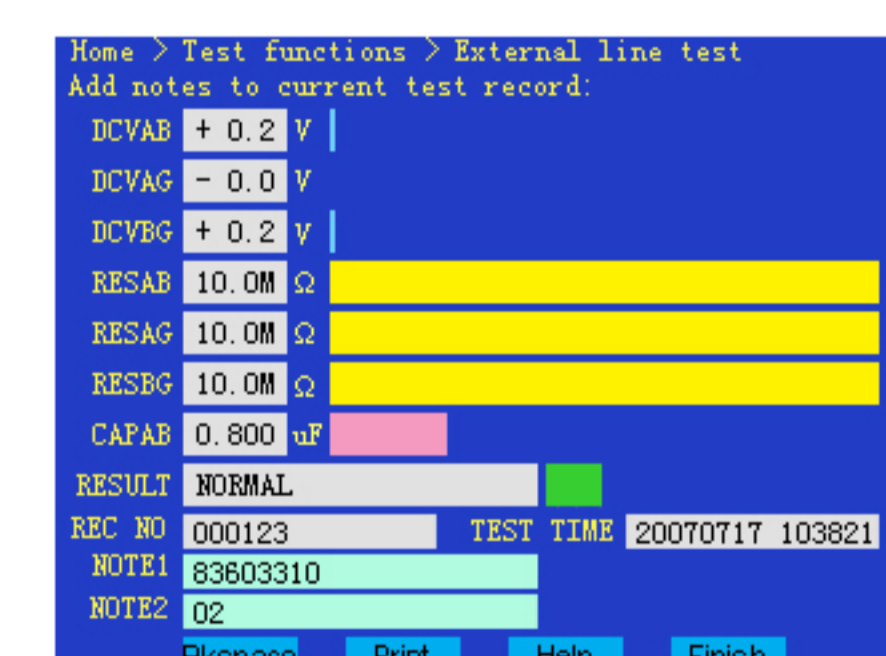 Home > Test functions > External line test
Add notes to current test record:
DCVAB + 0.2 V
DCVAG - 0.0 V
DCVBG + 0.2 V
RESAB 10.0M Ω
RESAG 10.0M Ω
RESBG 10.0M Ω
CAPAB 0.800 uF
RESULT NORMAL
REC NO 000123 TEST TIME 20070717 103821
NOTE1 83603310
NOTE2 02
Print Help Finish